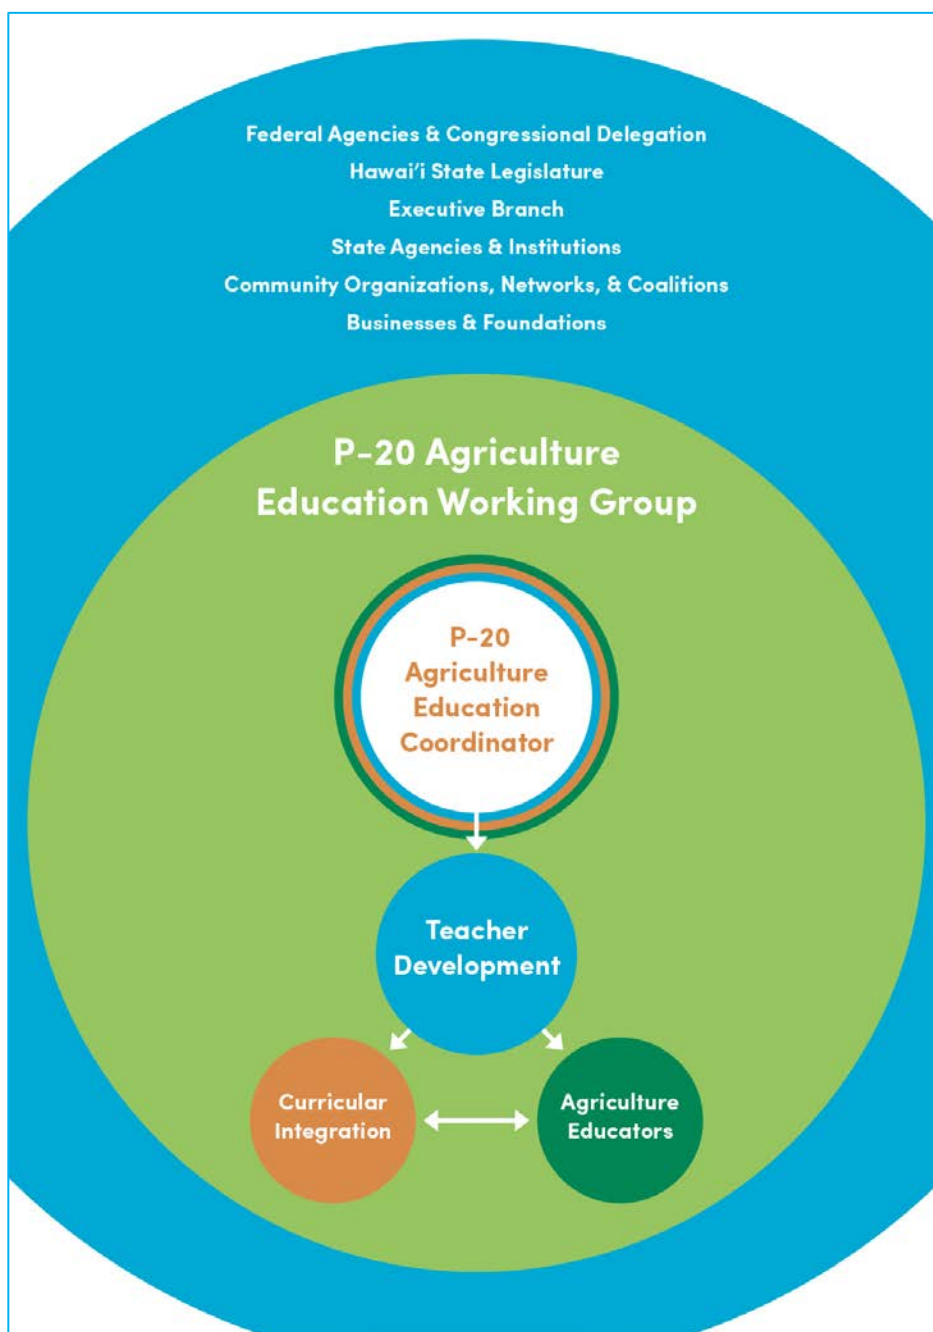 Federal Agencies & Congressional Delegation
Hawai’i State Legislature
Executive Branch
State Agencies & Institutions
Community Organizations, Networks, & Coalitions
Businesses & Foundations
P-20 Agriculture
Education Working Group
P-20
Agriculture
Education
Coordinator
Teacher
Development
Curricular
Integration
Agriculture
Educators